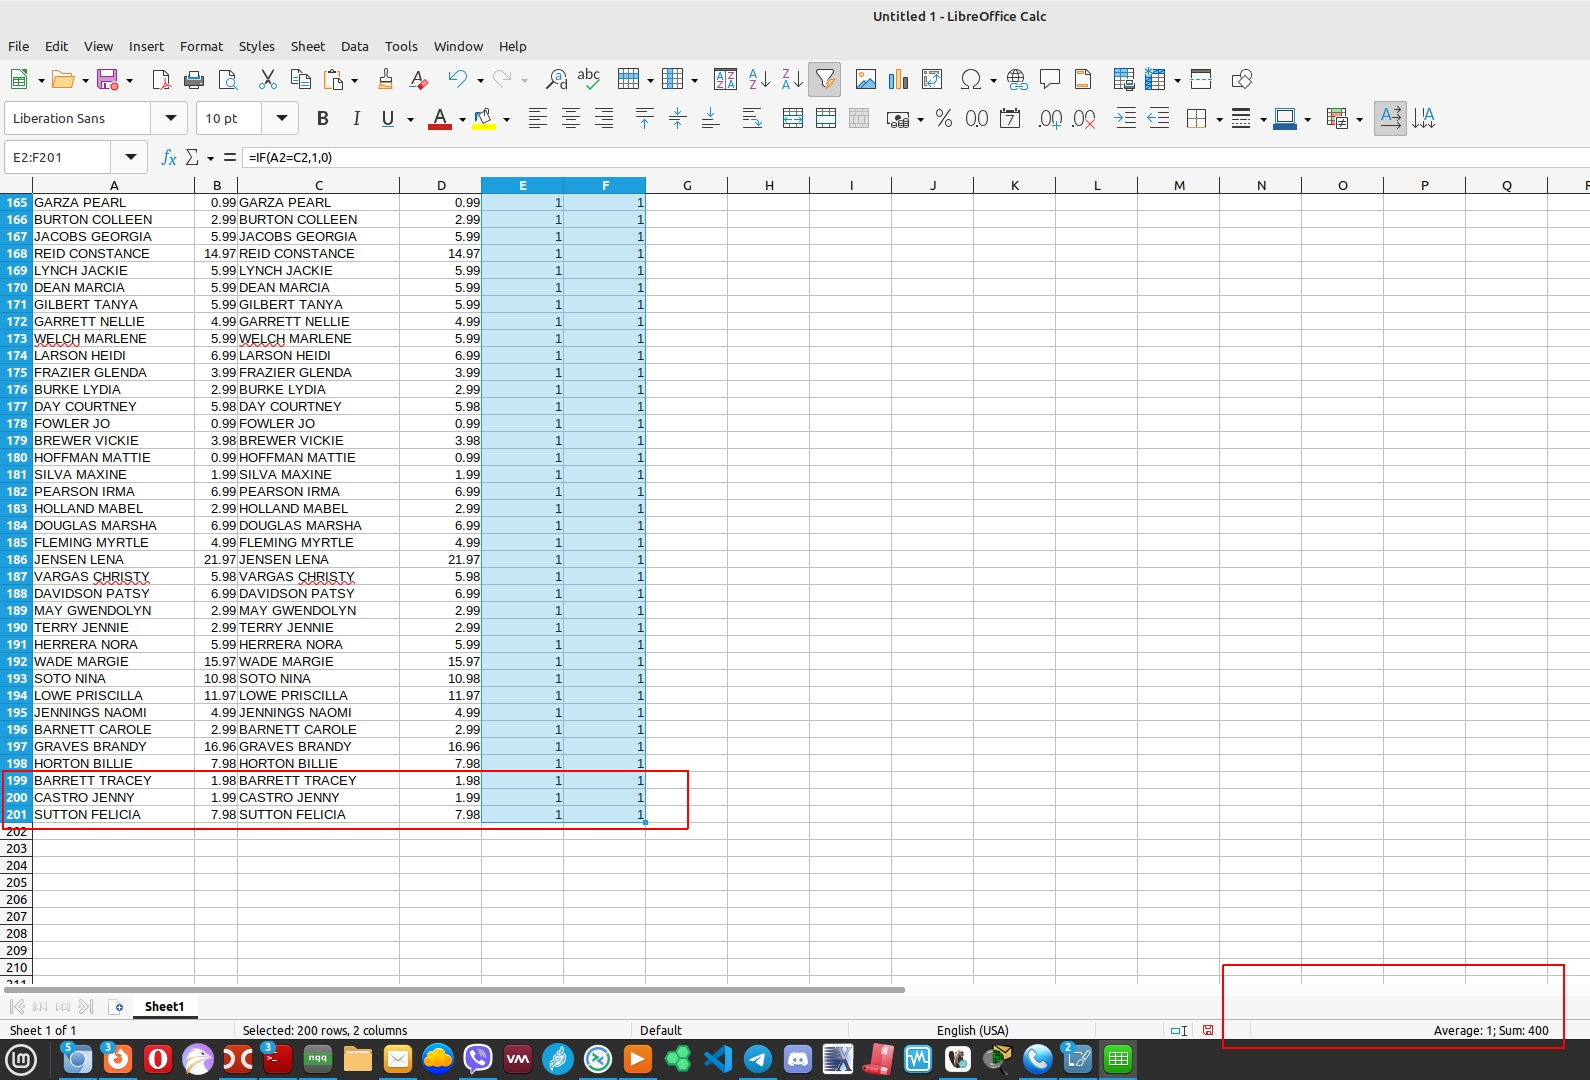 Untitled 1 - LibreOffice Calc
File Edit View Insert Format Styles Sheet Data Tools Window Help
Liberation Sans 10 pt
E2:F201 =IF(A2=C2,1,0)
A B C D E F G H I J K L M N O P Q R
165 GARZA PEARL 0.99 GARZA PEARL 0.99 1 1
166 BURTON COLLEEN 2.99 BURTON COLLEEN 2.99 1 1
167 JACOBS GEORGIA 5.99 JACOBS GEORGIA 5.99 1 1
168 REID CONSTANCE 14.97 REID CONSTANCE 14.97 1 1
169 LYNCH JACKIE 5.99 LYNCH JACKIE 5.99 1 1
170 DEAN MARCIA 5.99 DEAN MARCIA 5.99 1 1
171 GILBERT TANYA 5.99 GILBERT TANYA 5.99 1 1
172 GARRETT NELLIE 4.99 GARRETT NELLIE 4.99 1 1
173 WELCH MARLENE 5.99 WELCH MARLENE 5.99 1 1
174 LARSON HEIDI 6.99 LARSON HEIDI 6.99 1 1
175 FRAZIER GLENDA 3.99 FRAZIER GLENDA 3.99 1 1
176 BURKE LYDIA 2.99 BURKE LYDIA 2.99 1 1
177 DAY COURTNEY 5.98 DAY COURTNEY 5.98 1 1
178 FOWLER JO 0.99 FOWLER JO 0.99 1 1
179 BREWER VICKIE 3.98 BREWER VICKIE 3.98 1 1
180 HOFFMAN MATTIE 0.99 HOFFMAN MATTIE 0.99 1 1
181 SILVA MAXINE 1.99 SILVA MAXINE 1.99 1 1
182 PEARSON IRMA 6.99 PEARSON IRMA 6.99 1 1
183 HOLLAND MABEL 2.99 HOLLAND MABEL 2.99 1 1
184 DOUGLAS MARSHA 6.99 DOUGLAS MARSHA 6.99 1 1
185 FLEMING MYRTLE 4.99 FLEMING MYRTLE 4.99 1 1
186 JENSEN LENA 21.97 JENSEN LENA 21.97 1 1
187 VARGAS CHRISTY 5.98 VARGAS CHRISTY 5.98 1 1
188 DAVIDSON PATSY 6.99 DAVIDSON PATSY 6.99 1 1
189 MAY GWENDOLYN 2.99 MAY GWENDOLYN 2.99 1 1
190 TERRY JENNIE 2.99 TERRY JENNIE 2.99 1 1
191 HERRERA NORA 5.99 HERRERA NORA 5.99 1 1
192 WADE MARGIE 15.97 WADE MARGIE 15.97 1 1
193 SOTO NINA 10.98 SOTO NINA 10.98 1 1
194 LOWE PRISCILLA 11.97 LOWE PRISCILLA 11.97 1 1
195 JENNINGS NAOMI 4.99 JENNINGS NAOMI 4.99 1 1
196 BARNETT CAROLE 2.99 BARNETT CAROLE 2.99 1 1
197 GRAVES BRANDY 16.96 GRAVES BRANDY 16.96 1 1
198 HORTON BILLIE 7.98 HORTON BILLIE 7.98 1 1
199 BARRETT TRACEY 1.98 BARRETT TRACEY 1.98 1 1
200 CASTRO JENNY 1.99 CASTRO JENNY 1.99 1 1
201 SUTTON FELICIA 7.98 SUTTON FELICIA 7.98 1 1
202
203
204
205
206
207
208
209
210
211
Sheet1
Sheet 1 of 1 Selected: 200 rows, 2 columns Default English (USA) Average: 1; Sum: 400
5 3 3 nqq 2